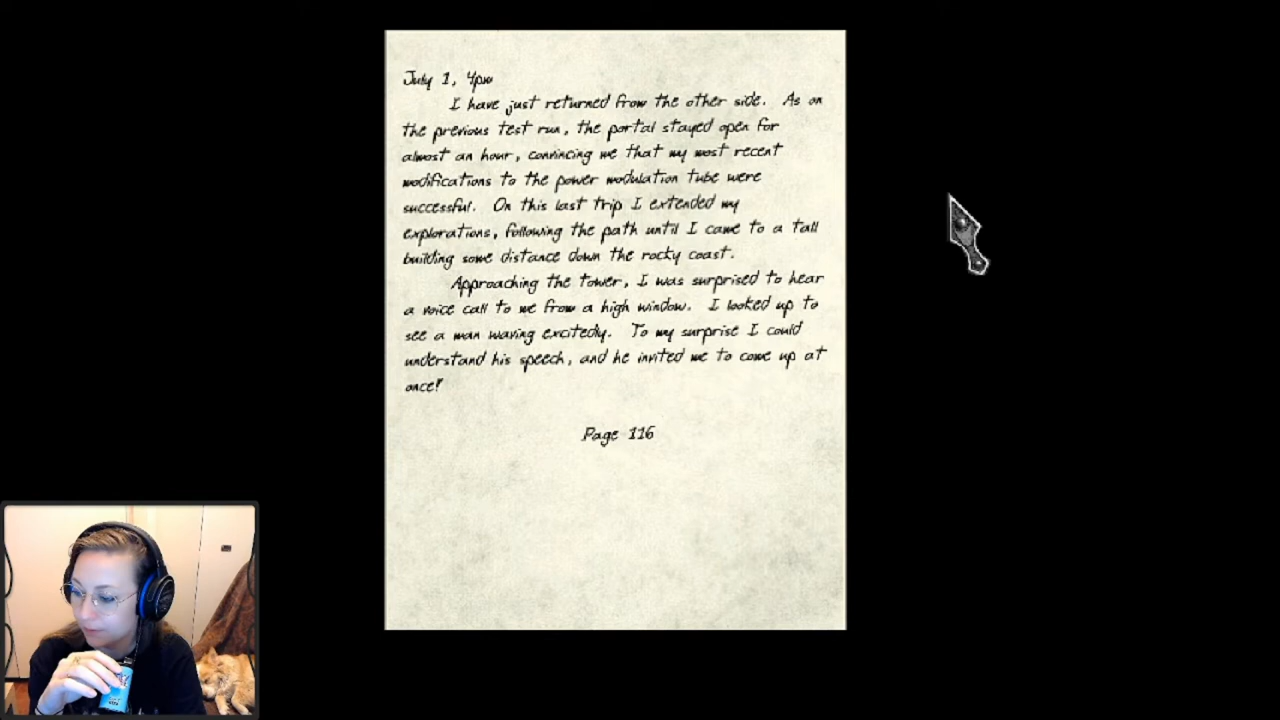 July 1, 4pm
I have just returned from the other side. As on
the previous test run, the portal stayed open for
almost an hour, convincing me that my most recent
modifications to the power modulation tube were
successful. On this last trip I extended my
explorations, following the path until I came to a tall
building some distance down the rocky coast.
Approaching the tower, I was surprised to hear
a voice call to me from a high window. I looked up to
see a man waving excitedly. To my surprise I could
understand his speech, and he invited me to come up at
once!
Page 116